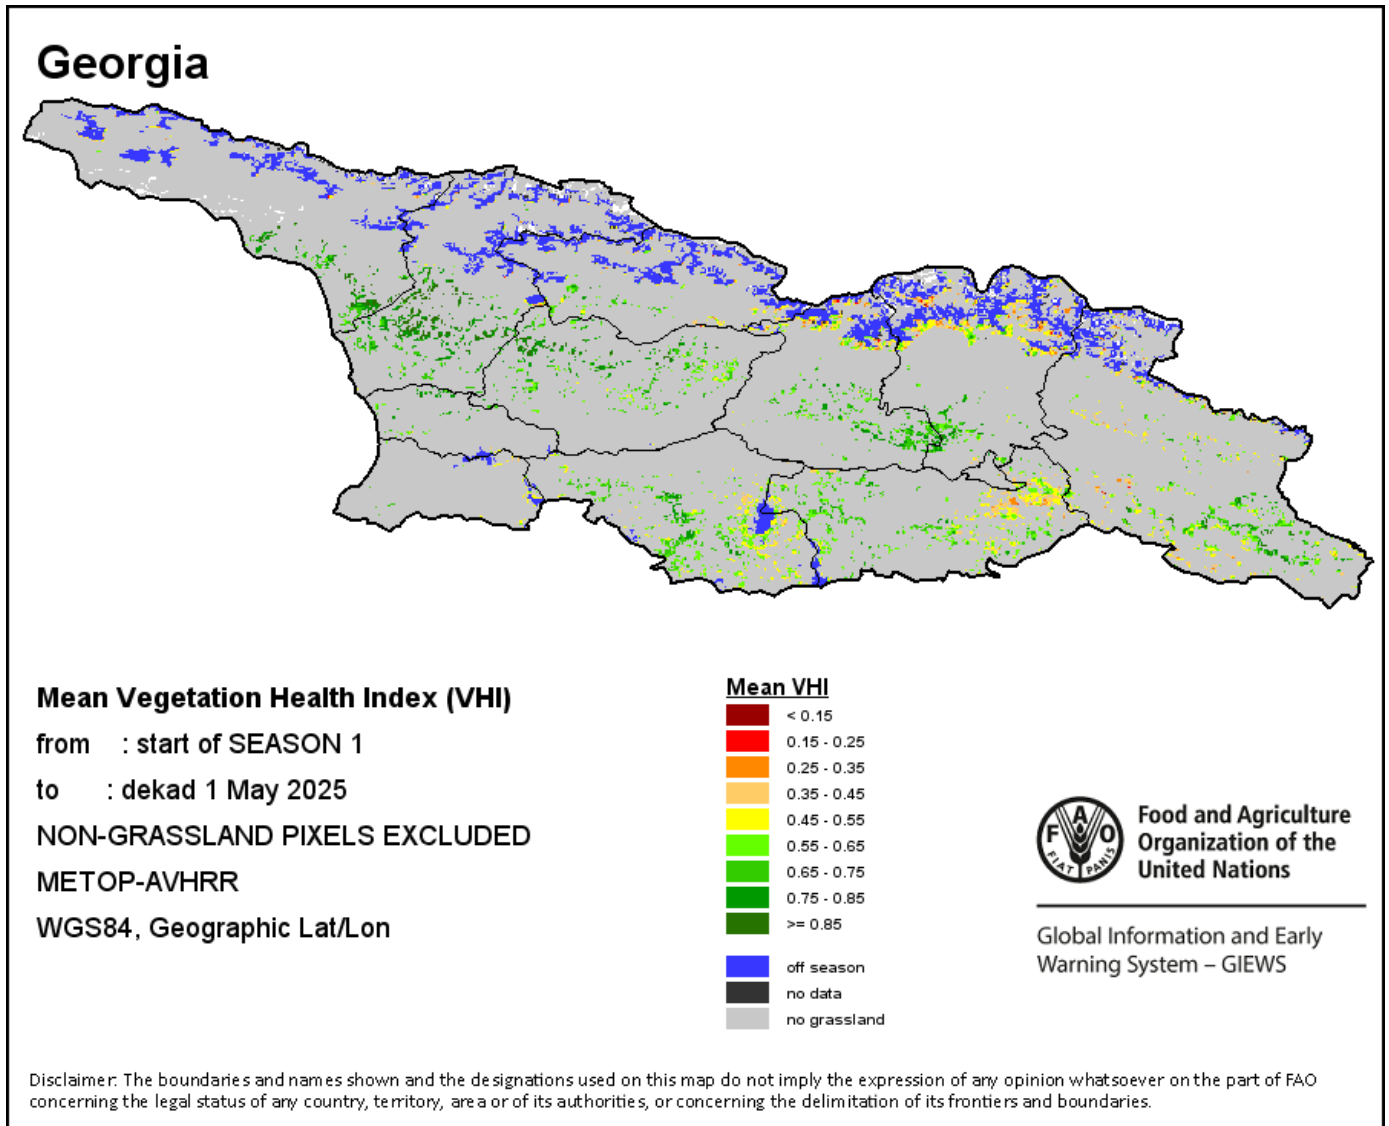 Georgia
Mean Vegetation Health Index (VHI)
from : start of SEASON 1
to : dekad 1 May 2025
NON-GRASSLAND PIXELS EXCLUDED
METOP-AVHRR
WGS84, Geographic Lat/Lon
Mean VHI
< 0.15
0.15 - 0.25
0.25 - 0.35
0.35 - 0.45
0.45 - 0.55
0.55 - 0.65
0.65 - 0.75
0.75 - 0.85
>= 0.85
off season
no data
no grassland
F A O
FIAT PANIS
Food and Agriculture
Organization of the
United Nations
Global Information and Early
Warning System – GIEWS
Disclaimer: The boundaries and names shown and the designations used on this map do not imply the expression of any opinion whatsoever on the part of FAO
concerning the legal status of any country, territory, area or of its authorities, or concerning the delimitation of its frontiers and boundaries.